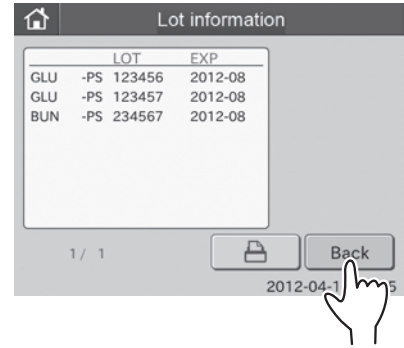 Lot information
LOT EXP
GLU -PS 123456 2012-08
GLU -PS 123457 2012-08
BUN -PS 234567 2012-08
1 / 1
Back